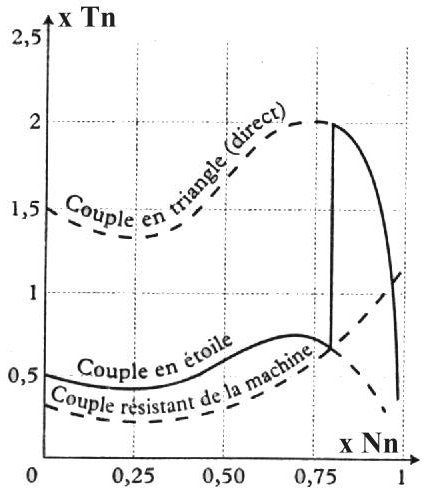 x Tn
2,5
2
Couple en triangle (direct)
1,5
1
Couple en étoile
0,5
Couple résistant de la machine
x Nn
0
0,25
0,50
0,75
1